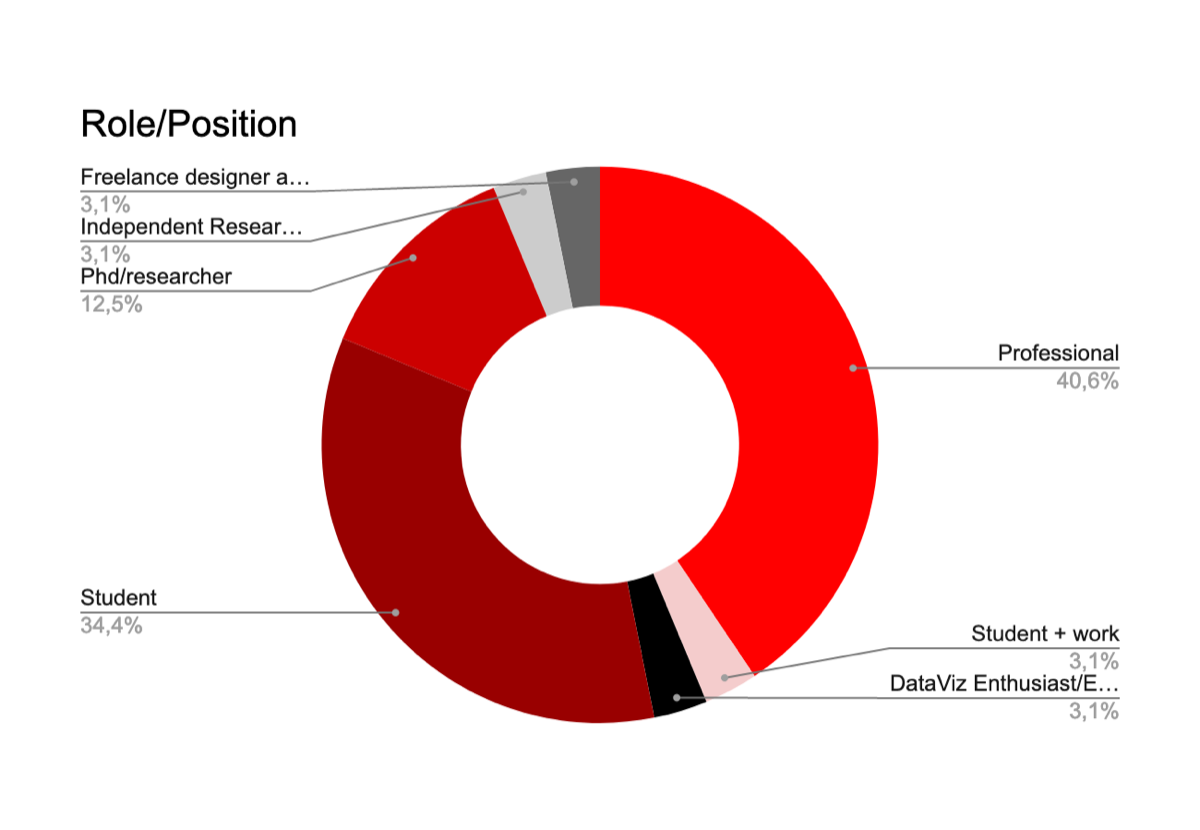 Role/Position
Freelance designer a…
3,1%
Independent Resear…
3,1%
Phd/researcher
12,5%
Professional
40,6%
Student
34,4%
Student + work
3,1%
DataViz Enthusiast/E…
3,1%